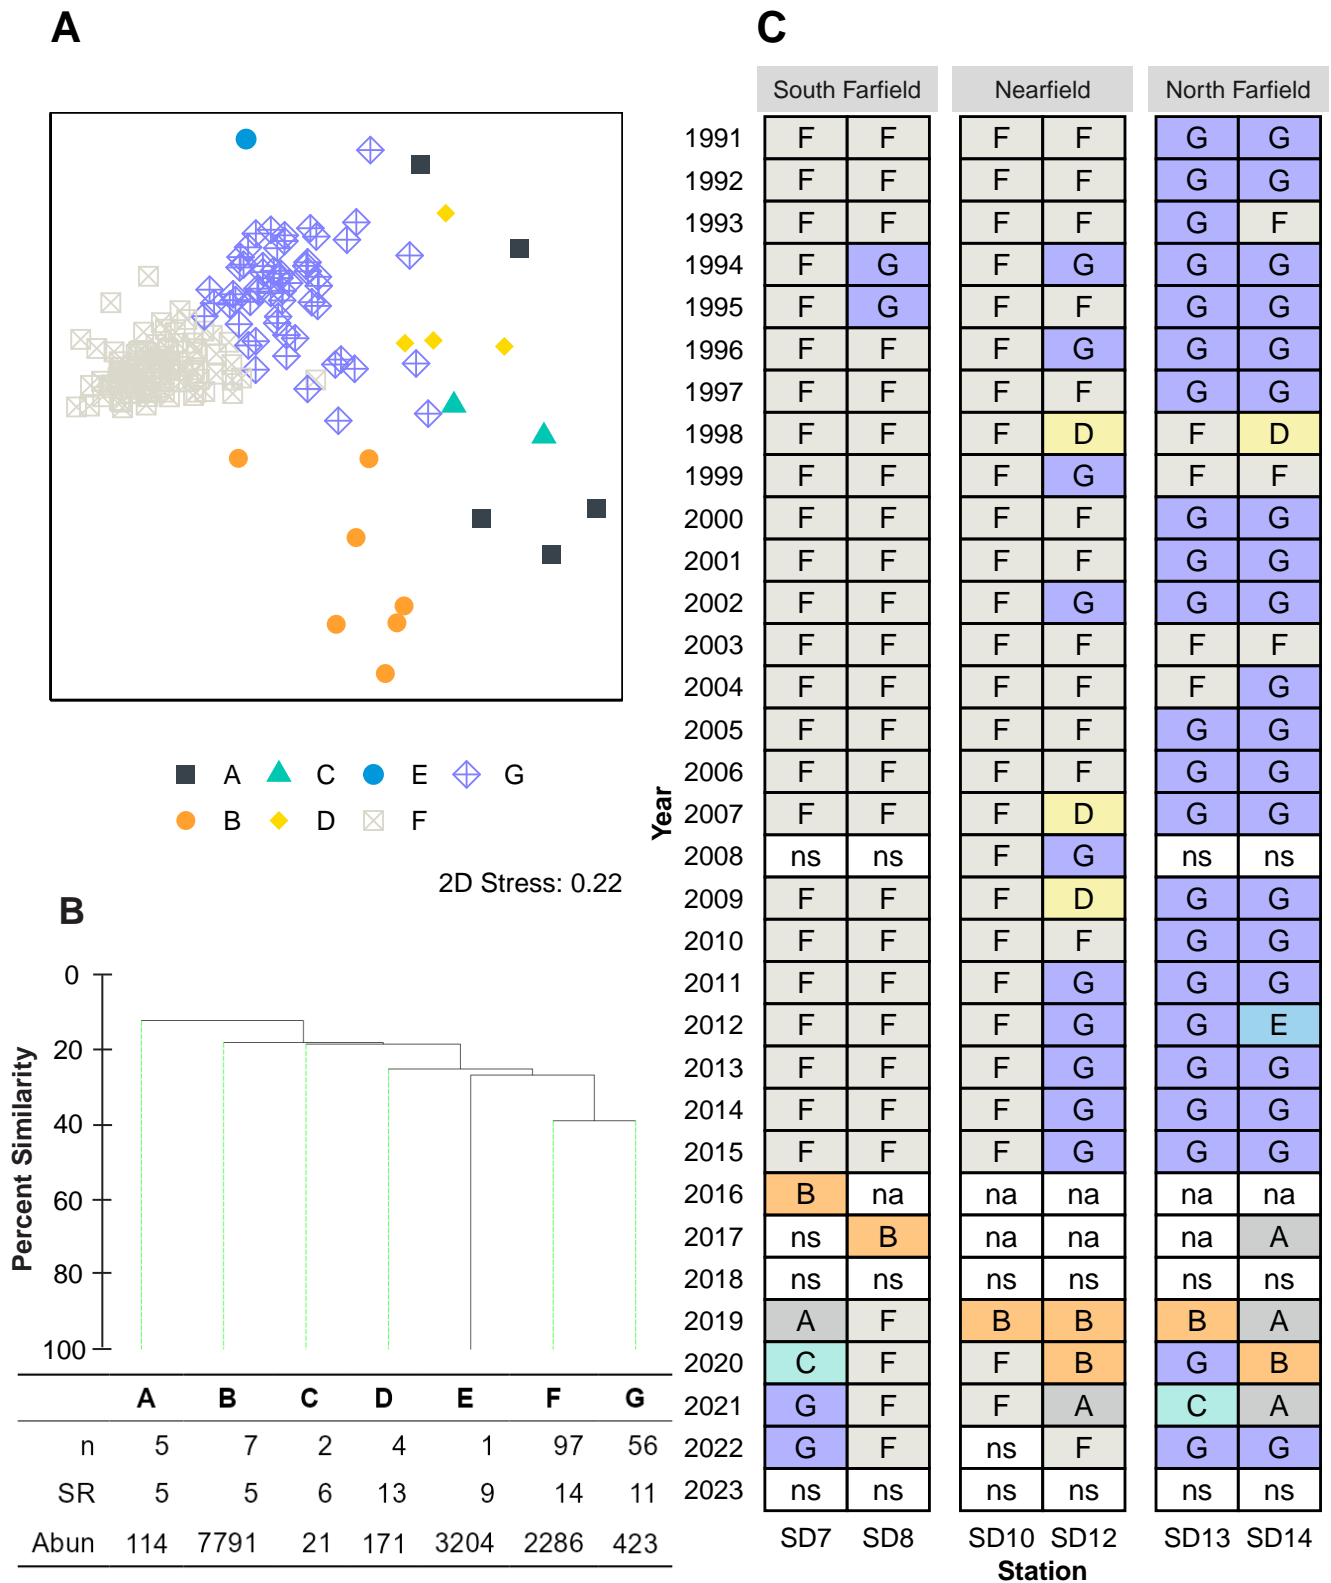 A
A C E G
B D F
2D Stress: 0.22
B
Percent Similarity
0
20
40
60
80
100
A B C D E F G
n 5 7 2 4 1 97 56
SR 5 5 6 13 9 14 11
Abun 114 7791 21 171 3204 2286 423
C
South Farfield Nearfield North Farfield
Year
1991 F F F F G G
1992 F F F F G G
1993 F F F F G F
1994 F G F G G G
1995 F G F F G G
1996 F F F G G G
1997 F F F F G G
1998 F F F D F D
1999 F F F G F F
2000 F F F F G G
2001 F F F F G G
2002 F F F G G G
2003 F F F F F F
2004 F F F F F G
2005 F F F F G G
2006 F F F F G G
2007 F F F D G G
2008 ns ns F G ns ns
2009 F F F D G G
2010 F F F F G G
2011 F F F G G G
2012 F F F G G E
2013 F F F G G G
2014 F F F G G G
2015 F F F G G G
2016 B na na na na na
2017 ns B na na na A
2018 ns ns ns ns ns ns
2019 A F B B B A
2020 C F F B G B
2021 G F F A C A
2022 G F ns F G G
2023 ns ns ns ns ns ns
SD7 SD8 SD10 SD12 SD13 SD14
Station